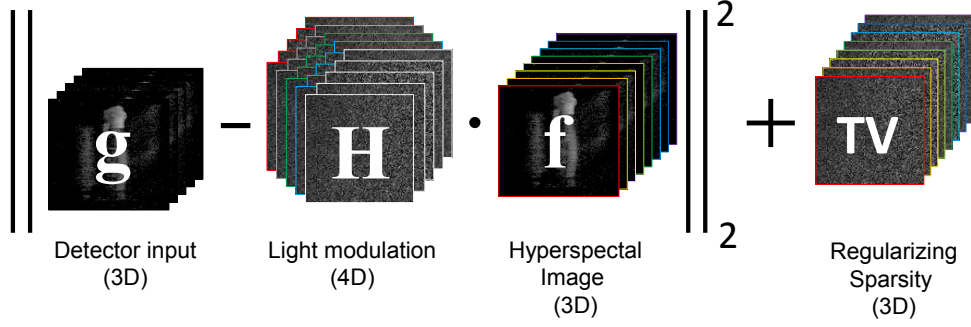 || g − H · f ||
2
2
+ TV
Detector input
(3D)
Light modulation
(4D)
Hyperspectal
Image
(3D)
Regularizing
Sparsity
(3D)